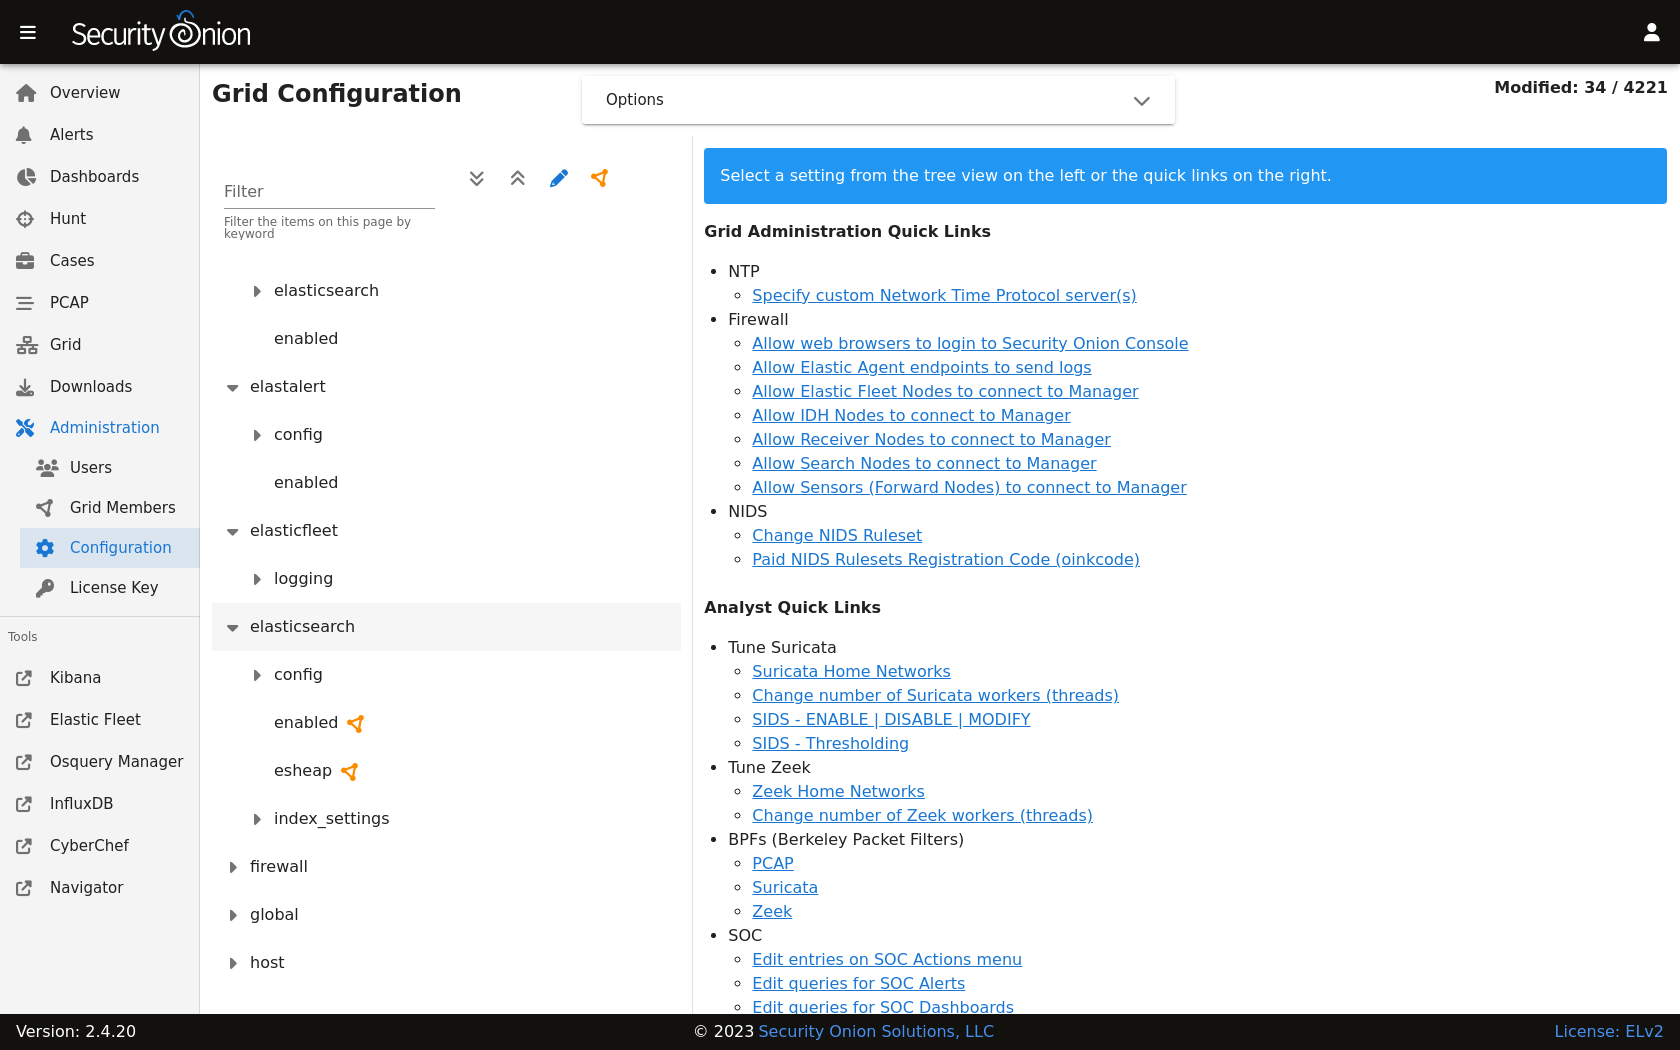 Security Onion
Overview
Alerts
Dashboards
Hunt
Cases
PCAP
Grid
Downloads
Administration
Users
Grid Members
Configuration
License Key
Tools
Kibana
Elastic Fleet
Osquery Manager
InfluxDB
CyberChef
Navigator
Grid Configuration
Options
Modified: 34 / 4221
Filter
Filter the items on this page by
keyword
elasticsearch
enabled
elastalert
config
enabled
elasticfleet
logging
elasticsearch
config
enabled
esheap
index_settings
firewall
global
host
Select a setting from the tree view on the left or the quick links on the right.
Grid Administration Quick Links
NTP
Specify custom Network Time Protocol server(s)
Firewall
Allow web browsers to login to Security Onion Console
Allow Elastic Agent endpoints to send logs
Allow Elastic Fleet Nodes to connect to Manager
Allow IDH Nodes to connect to Manager
Allow Receiver Nodes to connect to Manager
Allow Search Nodes to connect to Manager
Allow Sensors (Forward Nodes) to connect to Manager
NIDS
Change NIDS Ruleset
Paid NIDS Rulesets Registration Code (oinkcode)
Analyst Quick Links
Tune Suricata
Suricata Home Networks
Change number of Suricata workers (threads)
SIDS - ENABLE | DISABLE | MODIFY
SIDS - Thresholding
Tune Zeek
Zeek Home Networks
Change number of Zeek workers (threads)
BPFs (Berkeley Packet Filters)
PCAP
Suricata
Zeek
SOC
Edit entries on SOC Actions menu
Edit queries for SOC Alerts
Edit queries for SOC Dashboards
Version: 2.4.20
© 2023 Security Onion Solutions, LLC
License: ELv2